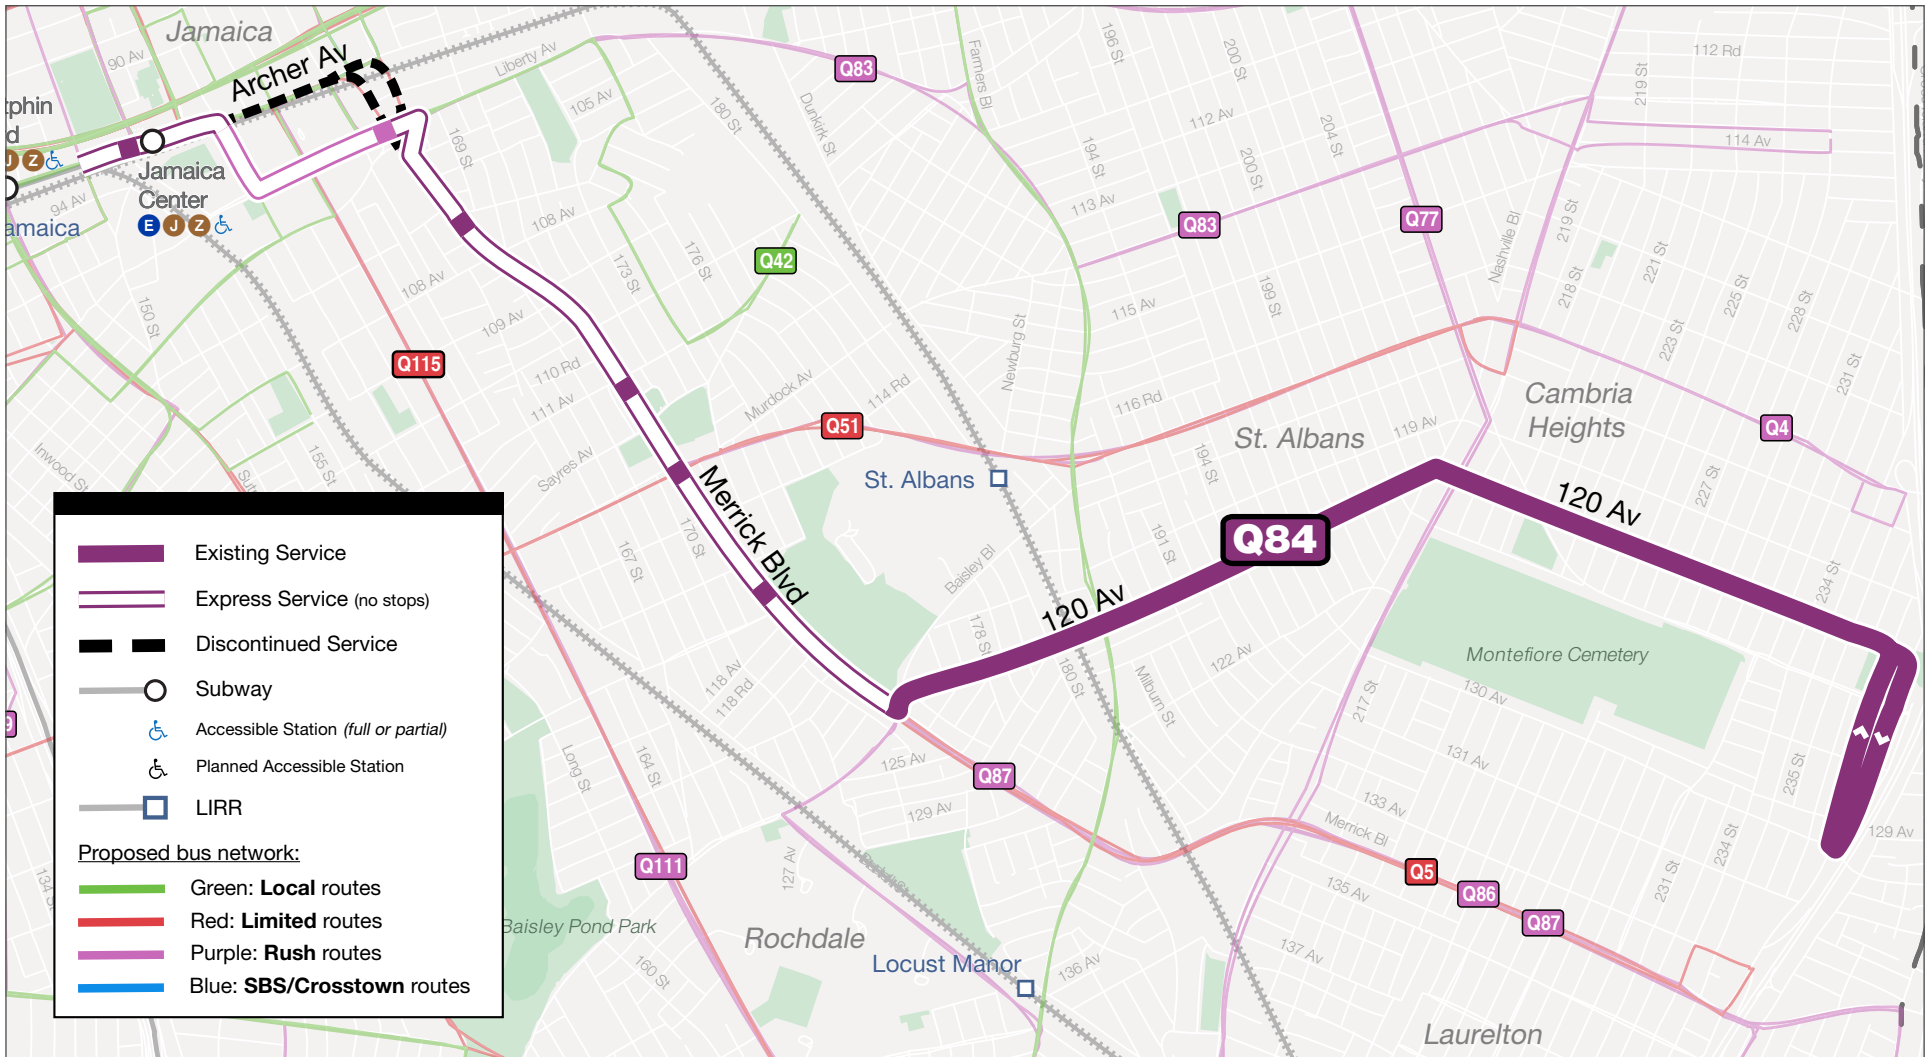 Jamaica
90 Av
Archer Av
Liberty Av
Q83
Farmers Bl
196 St
200 St
112 Rd
219 St
105 Av
180 St
Dunkirk St
112 Av
204 St
114 Av
169 St
194 St
200 St
J Z
Jamaica
Center
E J Z
94 Av
108 Av
113 Av
Q83
Q77
Nashville Bl
219 St
221 St
Q42
176 St
173 St
108 Av
150 St
109 Av
115 Av
199 St
218 St
225 St
228 St
223 St
Q115
110 Rd
111 Av
Murdock Av
114 Rd
Newburg St
116 Rd
119 Av
231 St
Cambria
Heights
Q51
Q4
St. Albans
194 St
Inwood St
155 St
Sayres Av
St. Albans
227 St
Merrick Blvd
120 Av
170 St
167 St
191 St
Q84
Baisley Bl
120 Av
234 St
178 St
122 Av
Montefiore Cemetery
118 Av
118 Rd
180 St
Milburn St
130 Av
217 St
Existing Service
Express Service (no stops)
Discontinued Service
Subway
Accessible Station (full or partial)
Planned Accessible Station
LIRR
Proposed bus network:
Green: Local routes
Red: Limited routes
Purple: Rush routes
Blue: SBS/Crosstown routes
Long St
164 St
125 Av
Q87
131 Av
235 St
129 Av
133 Av
Merrick Bl
129 Av
234 St
Q111
127 Av
Q5
Q86
Q87
231 St
135 Av
134 St
Baisley Pond Park
Rochdale
137 Av
160 St
Locust Manor
136 Av
Laurelton